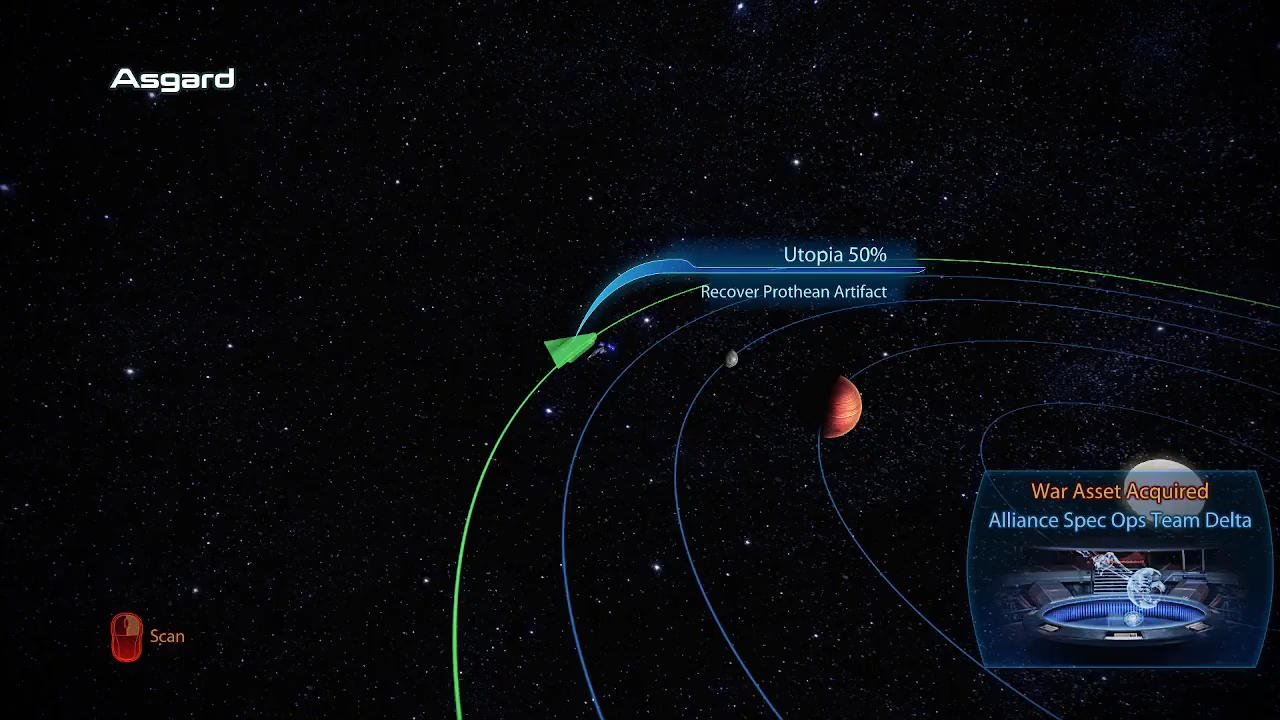 Asgard
Utopia 50%
Recover Prothean Artifact
War Asset Acquired
Alliance Spec Ops Team Delta
Scan